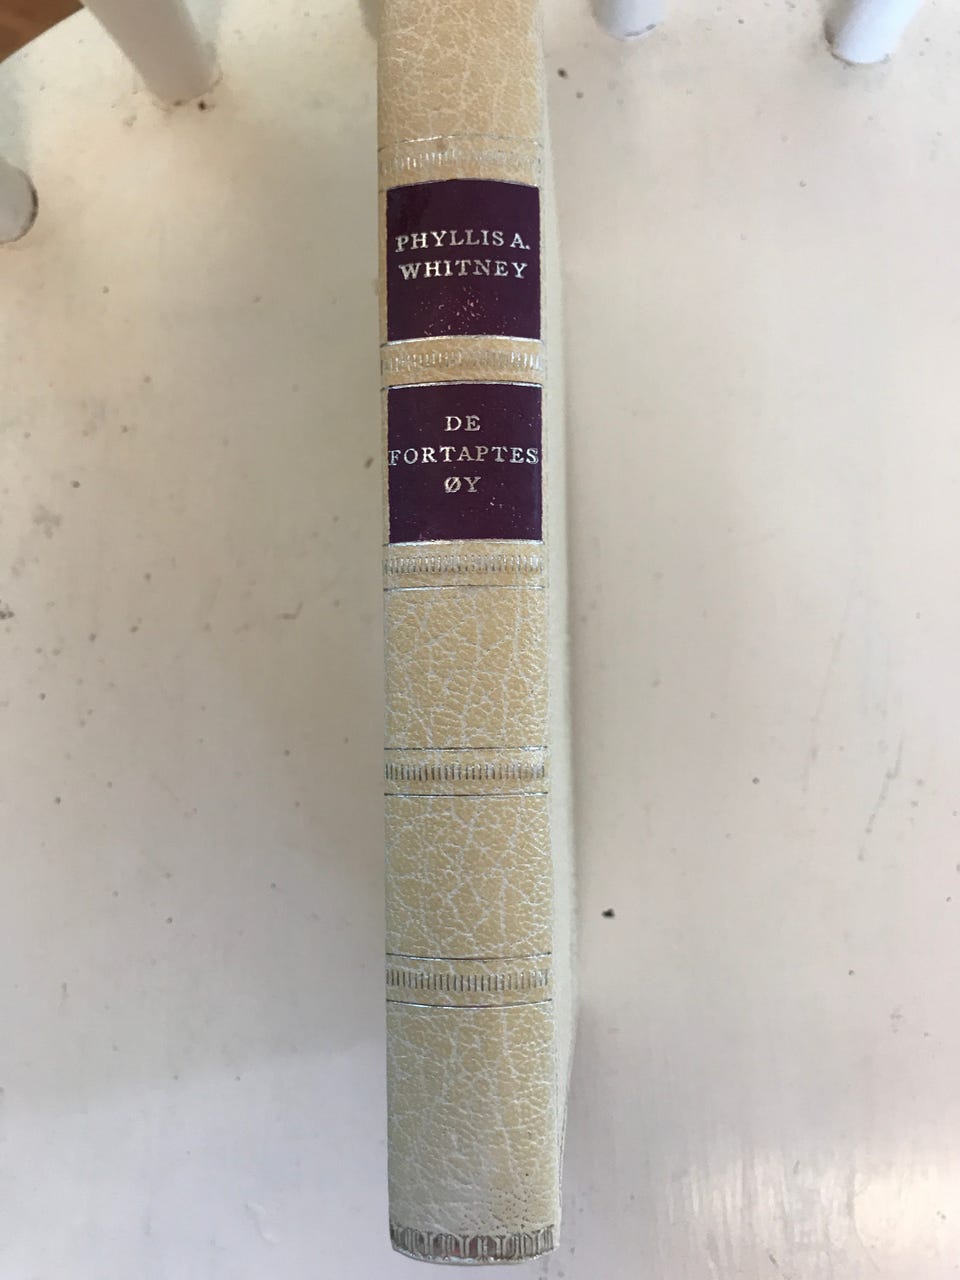 PHYLLIS A.
WHITNEY
DE
FORTAPTES
ØY